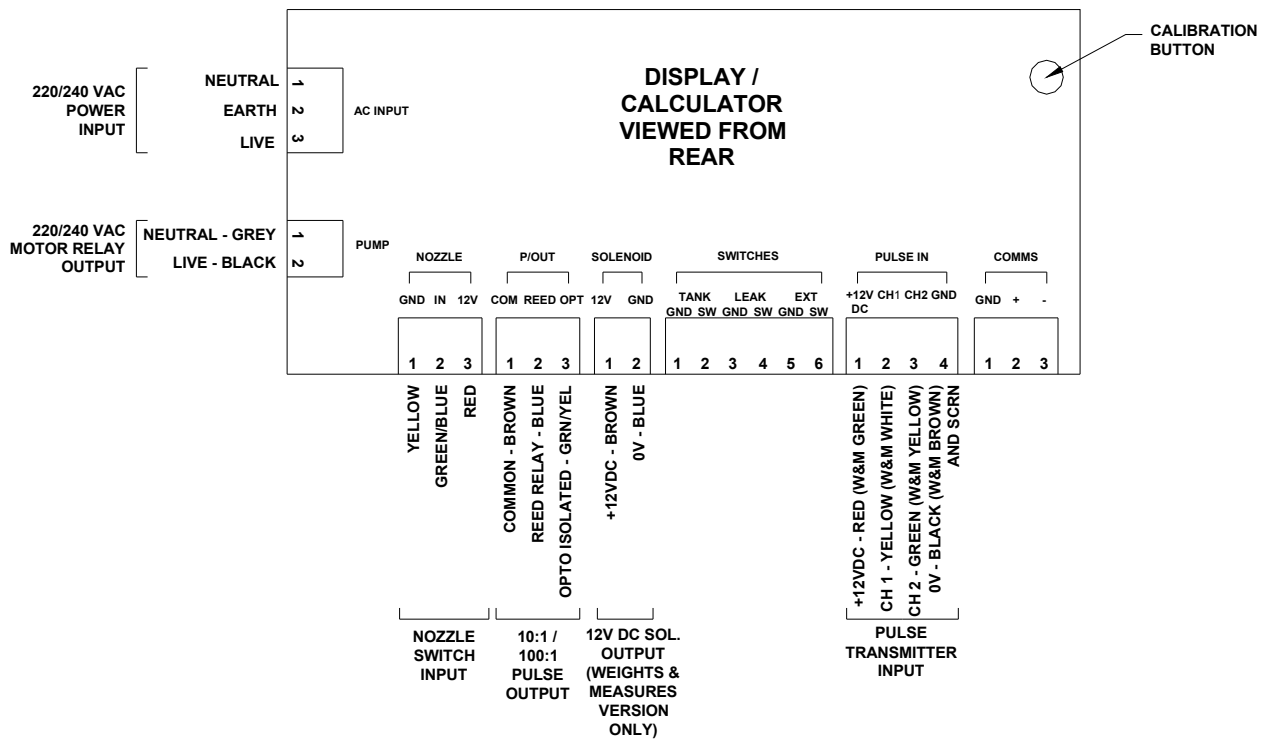 DISPLAY /
CALCULATOR
VIEWED FROM
REAR
CALIBRATION
BUTTON
220/240 VAC
POWER
INPUT
NEUTRAL
EARTH
LIVE
1
2
3
AC INPUT
220/240 VAC
MOTOR RELAY
OUTPUT
NEUTRAL - GREY
LIVE - BLACK
1
2
PUMP
NOZZLE
GND IN 12V
1 2 3
YELLOW
GREEN/BLUE
RED
NOZZLE
SWITCH
INPUT
P/OUT
COM REED OPT
1 2 3
COMMON - BROWN
REED RELAY - BLUE
OPTO ISOLATED - GRN/YEL
10:1 /
100:1
PULSE
OUTPUT
SOLENOID
12V GND
1 2
+12VDC - BROWN
0V - BLUE
12V DC SOL.
OUTPUT
(WEIGHTS &
MEASURES
VERSION
ONLY)
SWITCHES
TANK LEAK EXT
GND SW GND SW GND SW
1 2 3 4 5 6
PULSE IN
+12V CH1 CH2 GND
DC
1 2 3 4
+12VDC - RED (W&M GREEN)
CH 1 - YELLOW (W&M WHITE)
CH 2 - GREEN (W&M YELLOW)
0V - BLACK (W&M BROWN)
AND SCRN
PULSE
TRANSMITTER
INPUT
COMMS
GND + -
1 2 3